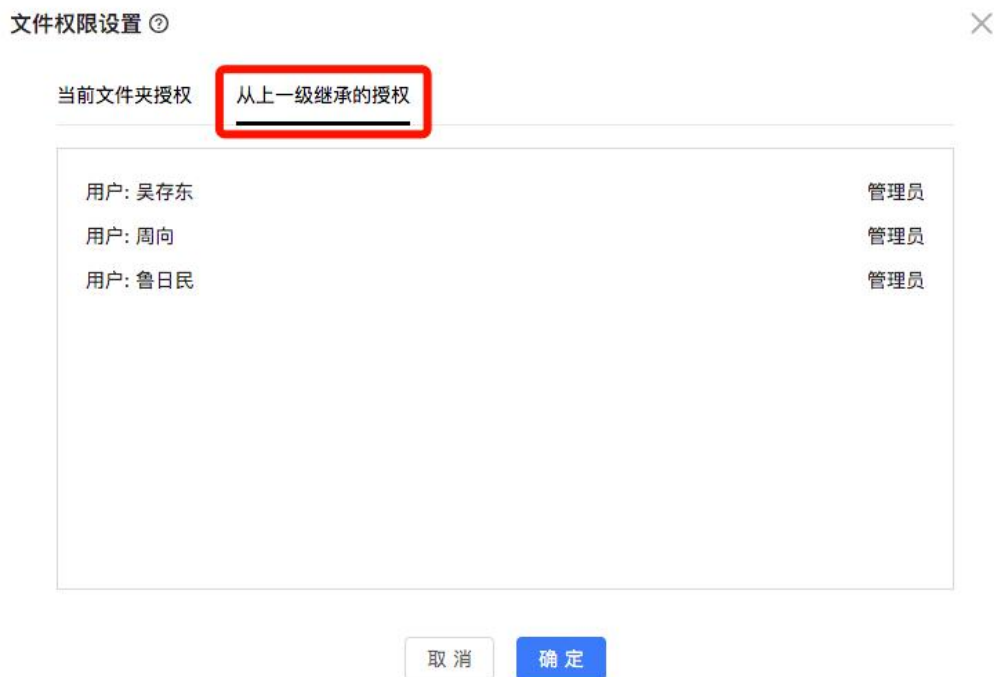 文件权限设置
当前文件夹授权 从上一级继承的授权
用户: 吴存东 管理员
用户: 周向 管理员
用户: 鲁日民 管理员
取消 确定